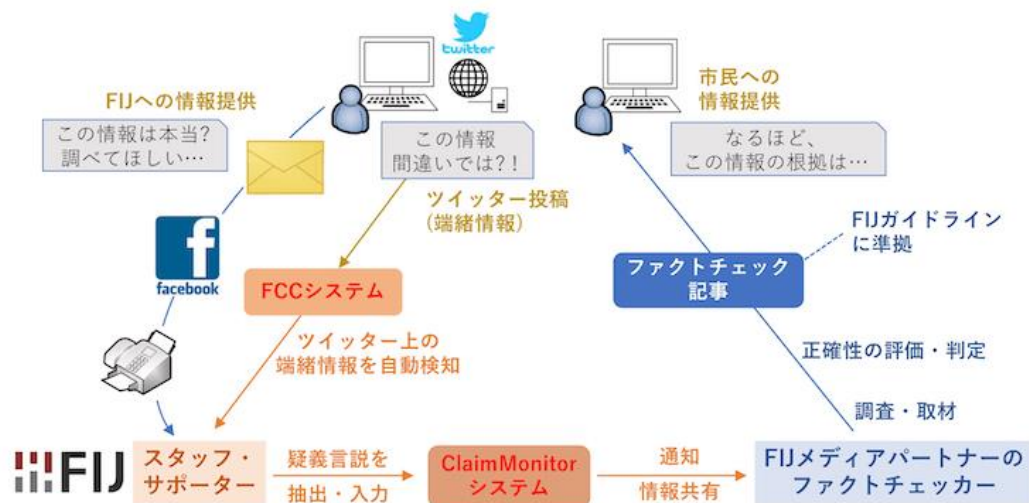 twitter
FIJへの情報提供
この情報は本当?
調べてほしい…
この情報
間違いでは?!
市民への
情報提供
なるほど、
この情報の根拠は…
ツイッター投稿
(端緒情報)
FIJガイドライン
に準拠
facebook
FCCシステム
ファクトチェック
記事
ツイッター上の
端緒情報を自動検知
正確性の評価・判定
調査・取材
FIJ
スタッフ・
サポーター
疑義言説を
抽出・入力
ClaimMonitor
システム
通知
情報共有
FIJメディアパートナーの
ファクトチェッカー